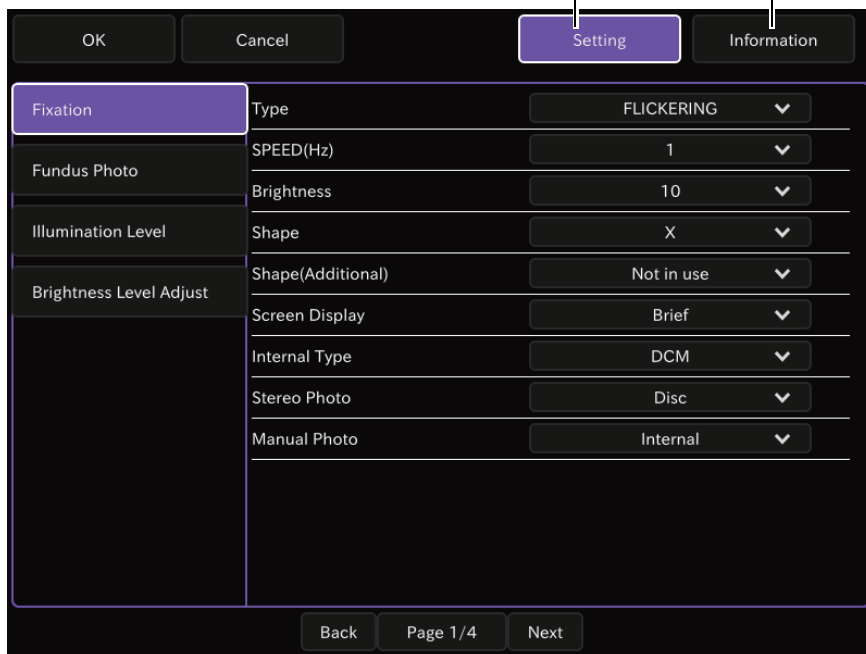 OK Cancel Setting Information
Fixation
Fundus Photo
Illumination Level
Brightness Level Adjust
Type FLICKERING
SPEED(Hz) 1
Brightness 10
Shape X
Shape(Additional) Not in use
Screen Display Brief
Internal Type DCM
Stereo Photo Disc
Manual Photo Internal
Back Page 1/4 Next